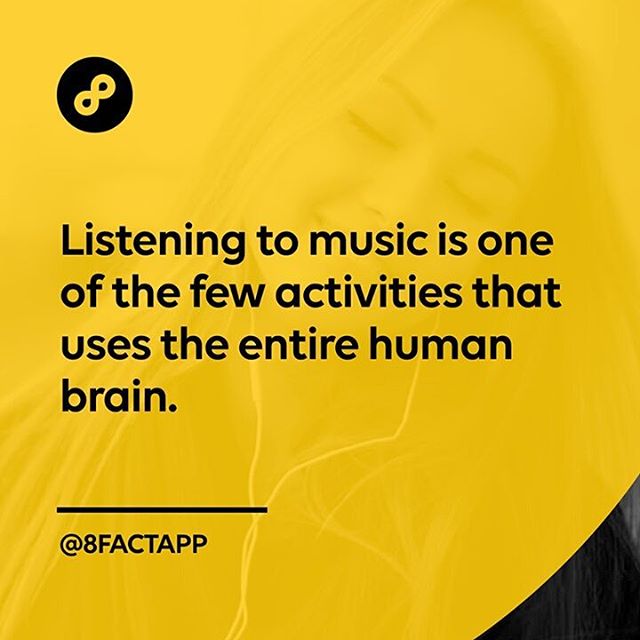 Listening to music is one
of the few activities that
uses the entire human
brain.
@8FACTAPP